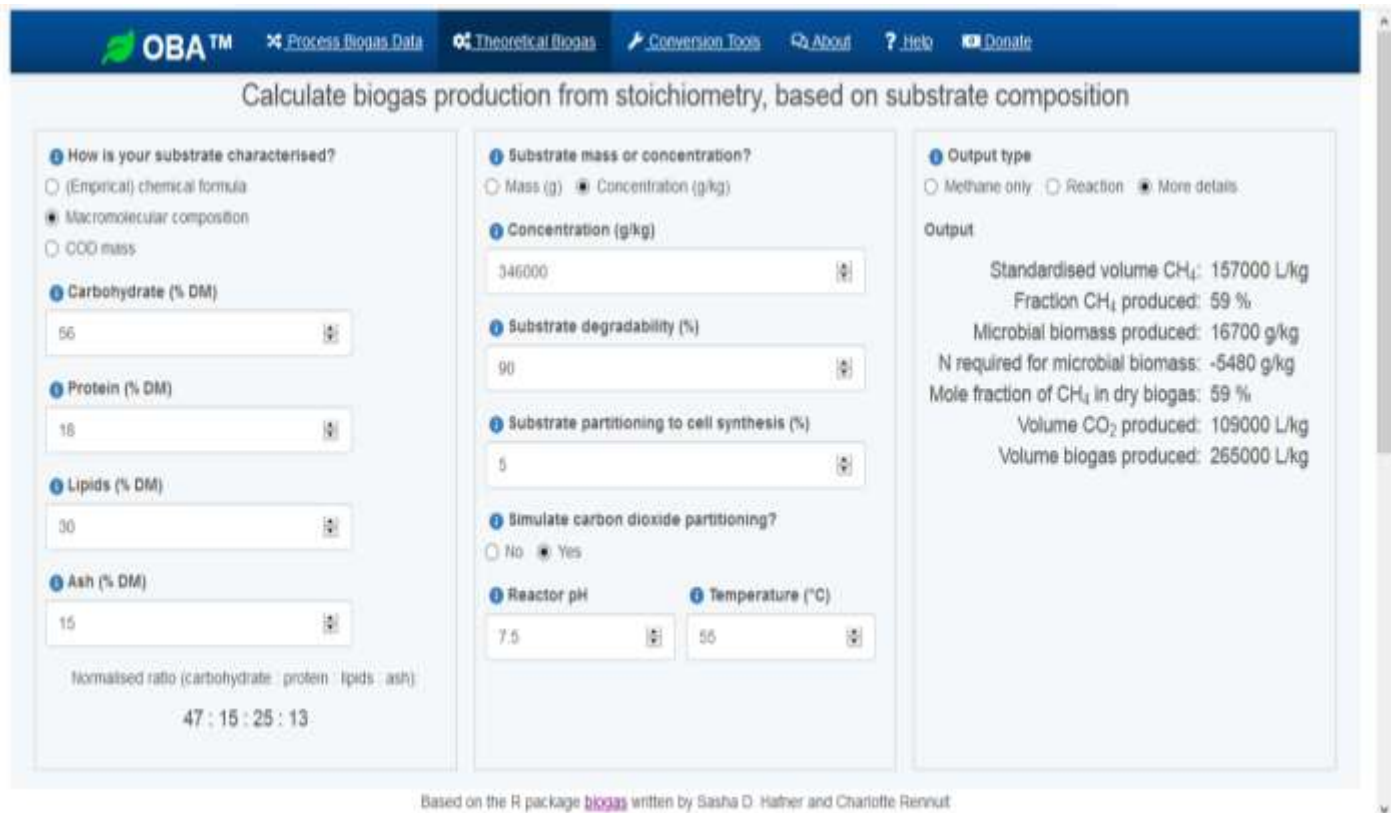 OBA™ Process Biogas Data Theoretical Biogas Conversion Tools About ? Help Donate
Calculate biogas production from stoichiometry, based on substrate composition
How is your substrate characterised?
(Empirical) chemical formula
Macromolecular composition
COD mass
Carbohydrate (% DM)
56
Protein (% DM)
18
Lipids (% DM)
30
Ash (% DM)
15
Normalised ratio (carbohydrate : protein : lipids : ash):
47 : 15 : 25 : 13
Substrate mass or concentration?
Mass (g) Concentration (g/kg)
Concentration (g/kg)
346000
Substrate degradability (%)
90
Substrate partitioning to cell synthesis (%)
5
Simulate carbon dioxide partitioning?
No Yes
Reactor pH Temperature (°C)
7.5 55
Output type
Methane only Reaction More details
Output
Standardised volume CH₄: 157000 L/kg
Fraction CH₄ produced: 59 %
Microbial biomass produced: 16700 g/kg
N required for microbial biomass: -5480 g/kg
Mole fraction of CH₄ in dry biogas: 59 %
Volume CO₂ produced: 109000 L/kg
Volume biogas produced: 265000 L/kg
Based on the R package biogas written by Sasha D. Hafner and Charlotte Rennuit